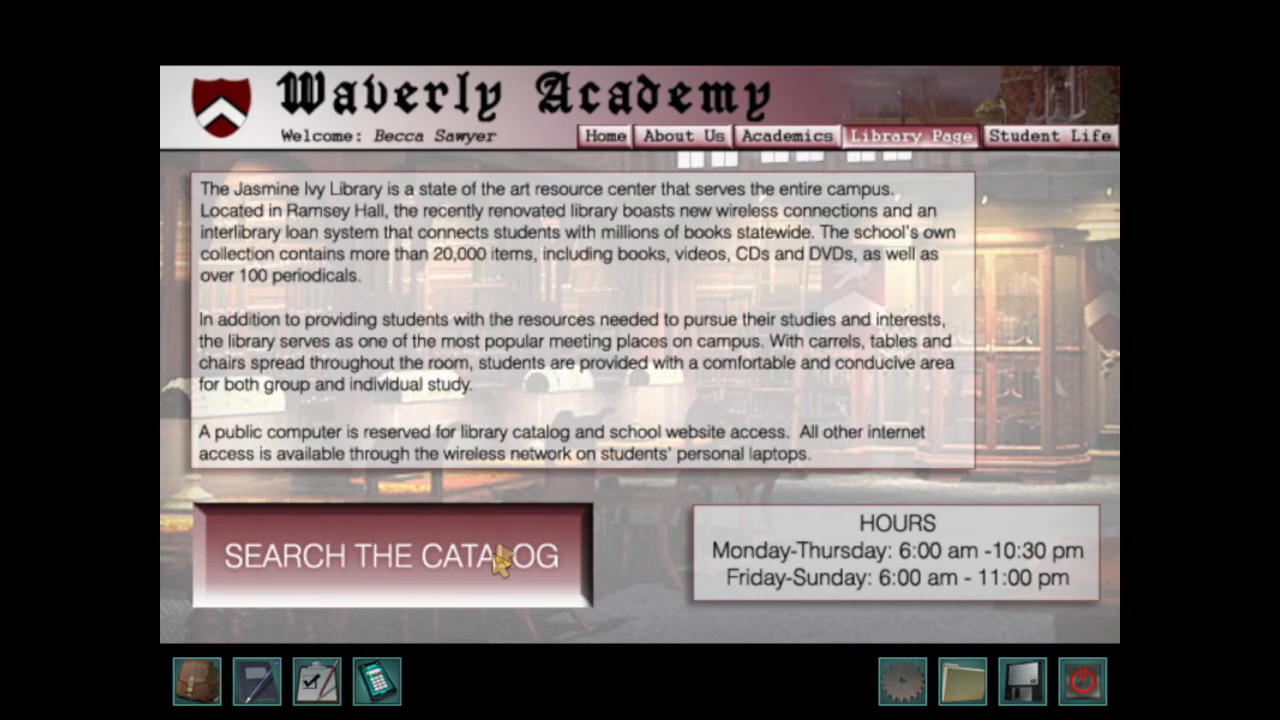 Waverly Academy
Welcome: Becca Sawyer
Home About Us Academics Library Page Student Life
The Jasmine Ivy Library is a state of the art resource center that serves the entire campus.
Located in Ramsey Hall, the recently renovated library boasts new wireless connections and an
interlibrary loan system that connects students with millions of books statewide. The school's own
collection contains more than 20,000 items, including books, videos, CDs and DVDs, as well as
over 100 periodicals.
In addition to providing students with the resources needed to pursue their studies and interests,
the library serves as one of the most popular meeting places on campus. With carrels, tables and
chairs spread throughout the room, students are provided with a comfortable and conducive area
for both group and individual study.
A public computer is reserved for library catalog and school website access. All other internet
access is available through the wireless network on students' personal laptops.
SEARCH THE CATALOG
HOURS
Monday-Thursday: 6:00 am -10:30 pm
Friday-Sunday: 6:00 am - 11:00 pm